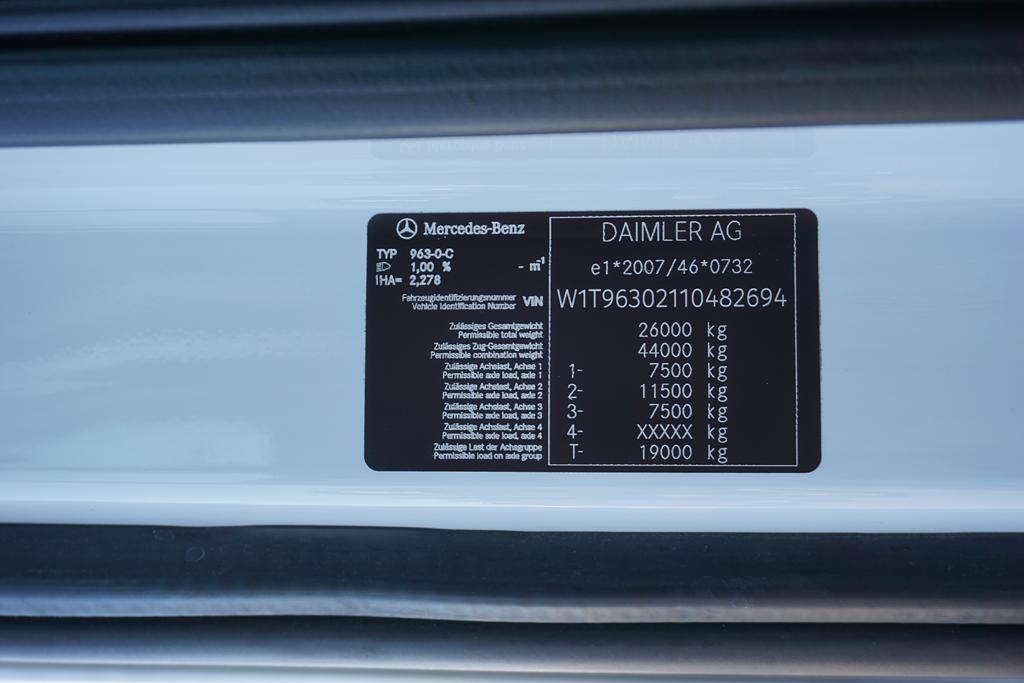 Mercedes-Benz
TYP 963-0-C
1,00 % - m-1
HA= 2,278
Fahrzeugidentifizierungsnummer
Vehicle Identification Number VIN
Zulässiges Gesamtgewicht
Permissible total weight
Zulässiges Zug-Gesamtgewicht
Permissible combination weight
Zulässige Achslast, Achse 1
Permissible axle load, axle 1
Zulässige Achslast, Achse 2
Permissible axle load, axle 2
Zulässige Achslast, Achse 3
Permissible axle load, axle 3
Zulässige Achslast, Achse 4
Permissible axle load, axle 4
Zulässige Last der Achsgruppe
Permissible load on axle group
DAIMLER AG
e1*2007/46*0732
W1T96302110482694
26000 kg
44000 kg
1- 7500 kg
2- 11500 kg
3- 7500 kg
4- XXXXX kg
T- 19000 kg